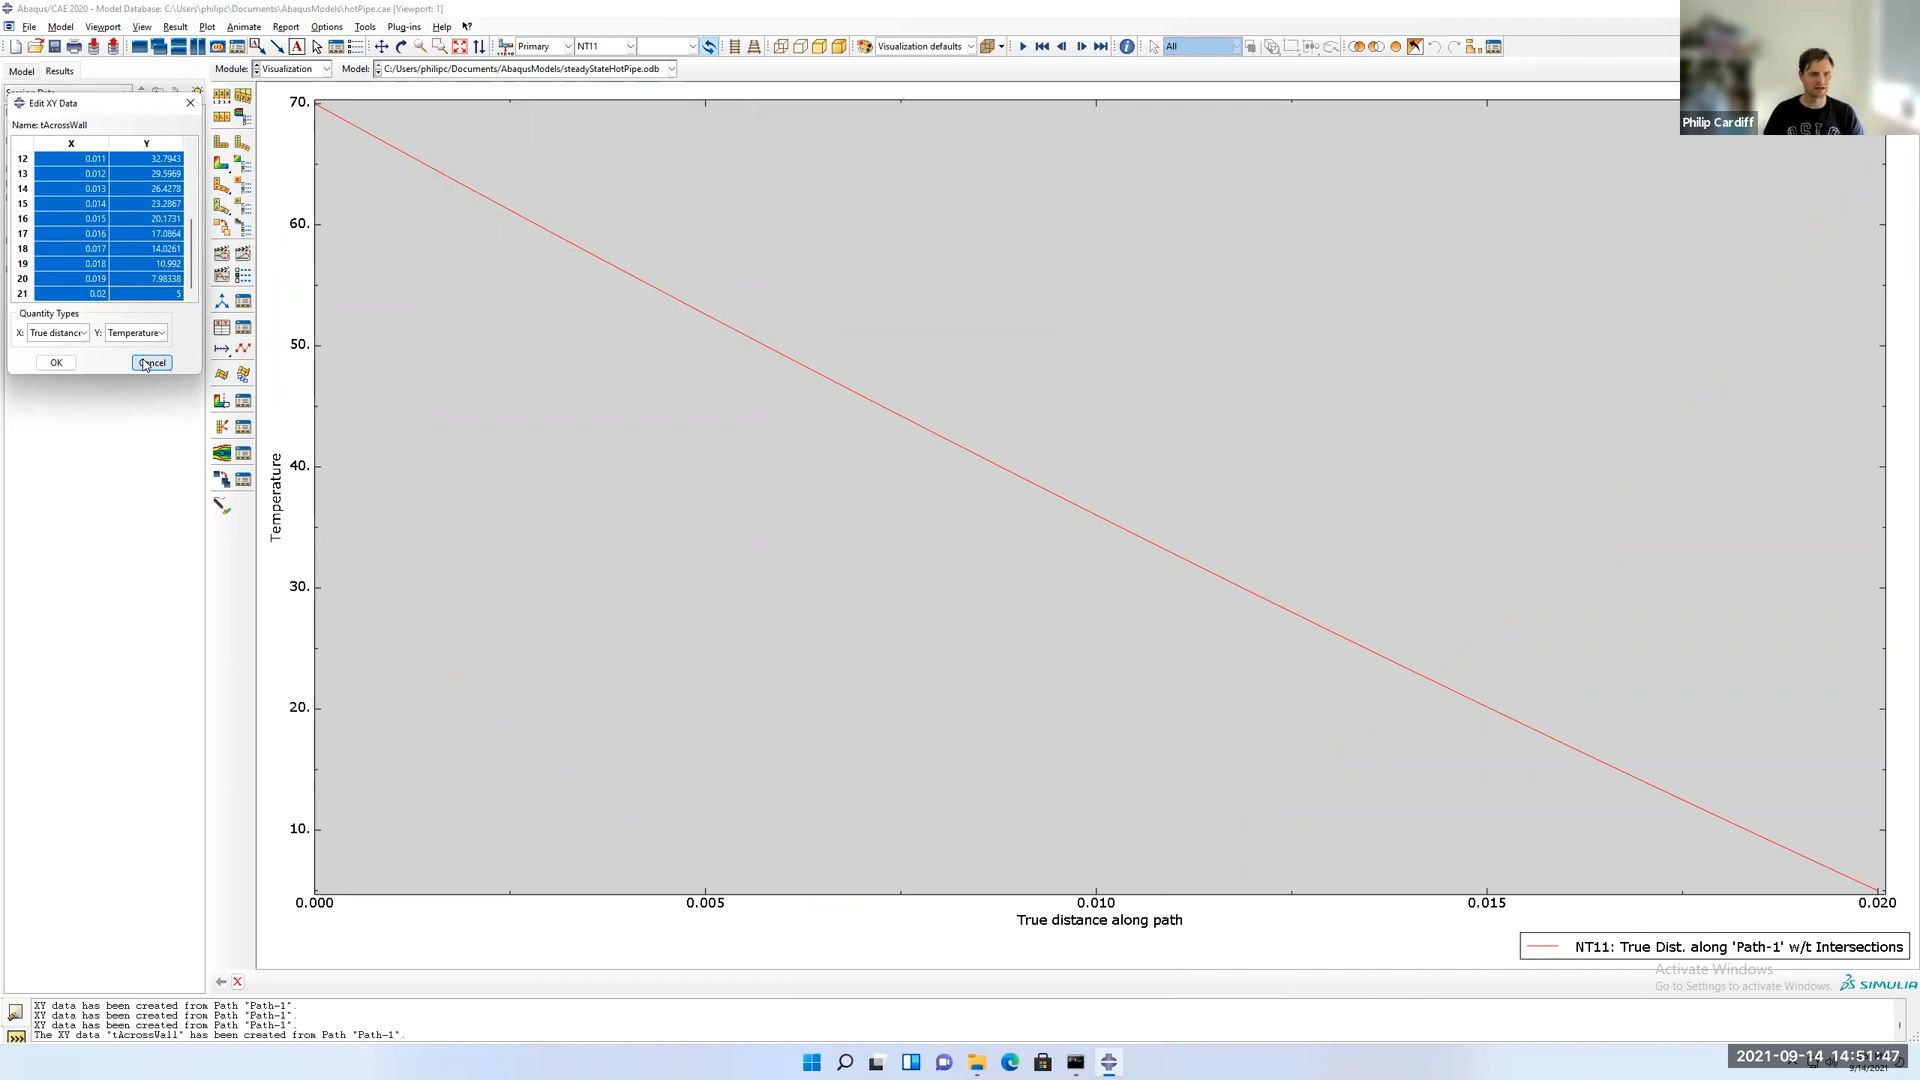 Abaqus/CAE 2020 - Model Database: C:\Users\philipc\Documents\AbaqusModels\hotPipe.cae [Viewport: 1]
File Model Viewport View Result Plot Animate Report Options Tools Plug-ins Help
Primary NT11 Visualization defaults All
Model Results Module: Visualization Model: C:/Users/philipc/Documents/AbaqusModels/steadyStateHotPipe.odb
Edit XY Data
Name: tAcrossWall
X Y
12 0.011 32.7943
13 0.012 29.5969
14 0.013 26.4278
15 0.014 23.2867
16 0.015 20.1731
17 0.016 17.0864
18 0.017 14.0261
19 0.018 10.992
20 0.019 7.98338
21 0.02 5
Quantity Types
X: True distance Y: Temperature
OK Cancel
70.
60.
50.
40.
30.
20.
10.
Temperature
0.000 0.005 0.010 0.015 0.020
True distance along path
NT11: True Dist. along 'Path-1' w/t Intersections
Activate Windows
Go to Settings to activate Windows.
SIMULIA
Philip Cardiff
OSLO
XY data has been created from Path "Path-1".
XY data has been created from Path "Path-1".
XY data has been created from Path "Path-1".
The XY data "tAcrossWall" has been created from Path "Path-1".
2021-09-14 14:51:47
9/14/2021